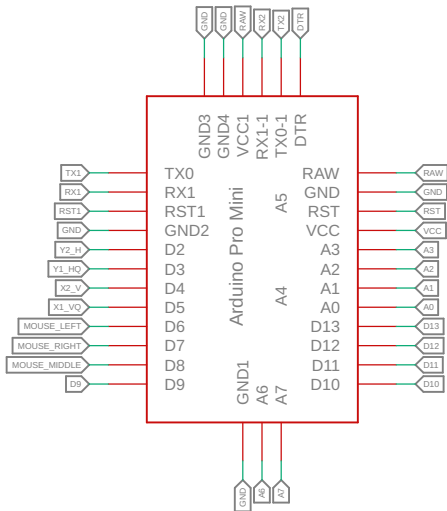 GND GND RAW RX2 TX2 DTR
GND3 GND4 VCC1 RX1-1 TX0-1 DTR
TX1 TX0 RAW RAW
RX1 RX1 GND GND
RST1 RST1 RST RST
GND GND2 VCC VCC
Y2_H D2 A3 A3
Y1_HQ D3 A2 A2
X2_V D4 A1 A1
X1_VQ D5 A0 A0
MOUSE_LEFT D6 D13 D13
MOUSE_RIGHT D7 D12 D12
MOUSE_MIDDLE D8 D11 D11
D9 D9 D10 D10
Arduino Pro Mini
A5
A4
GND1 A6 A7
GND A6 A7